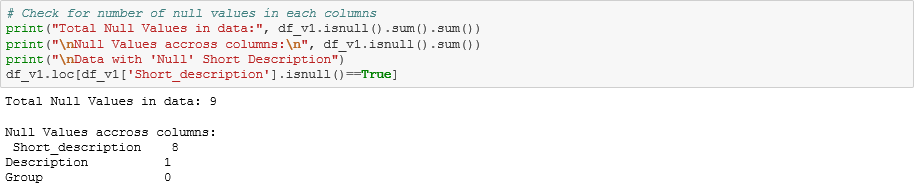 # Check for number of null values in each columns
print("Total Null Values in data:", df_v1.isnull().sum().sum())
print("\nNull Values accross columns:\n", df_v1.isnull().sum())
print("\nData with 'Null' Short Description")
df_v1.loc[df_v1['Short_description'].isnull()==True]
Total Null Values in data: 9
Null Values accross columns:
Short_description    8
Description          1
Group                0